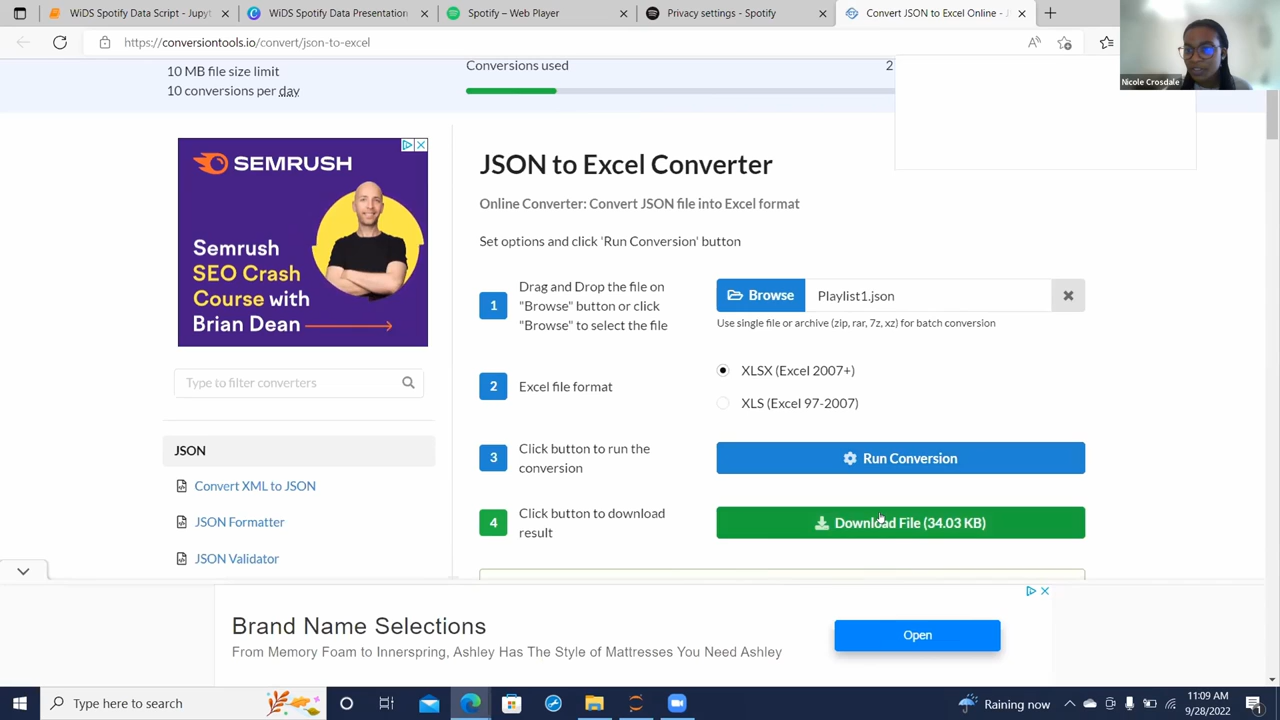 WiDS Spotify Data Script - Jupyt
WiDS Spotify Data Presentation
Spotify – Web Player
Privacy settings - Spotify
Convert JSON to Excel Online - J
https://conversiontools.io/convert/json-to-excel
Nicole Crosdale
10 MB file size limit
10 conversions per day
Conversions used
2
SEMRUSH
Semrush
SEO Crash
Course with
Brian Dean
Type to filter converters
JSON
Convert XML to JSON
JSON Formatter
JSON Validator
JSON to Excel Converter
Online Converter: Convert JSON file into Excel format
Set options and click 'Run Conversion' button
1
Drag and Drop the file on
"Browse" button or click
"Browse" to select the file
Browse
Playlist1.json
Use single file or archive (zip, rar, 7z, xz) for batch conversion
2
Excel file format
XLSX (Excel 2007+)
XLS (Excel 97-2007)
3
Click button to run the
conversion
Run Conversion
4
Click button to download
result
Download File (34.03 KB)
Brand Name Selections
From Memory Foam to Innerspring, Ashley Has The Style of Mattresses You Need Ashley
Open
Type here to search
Raining now
11:09 AM
9/28/2022
1